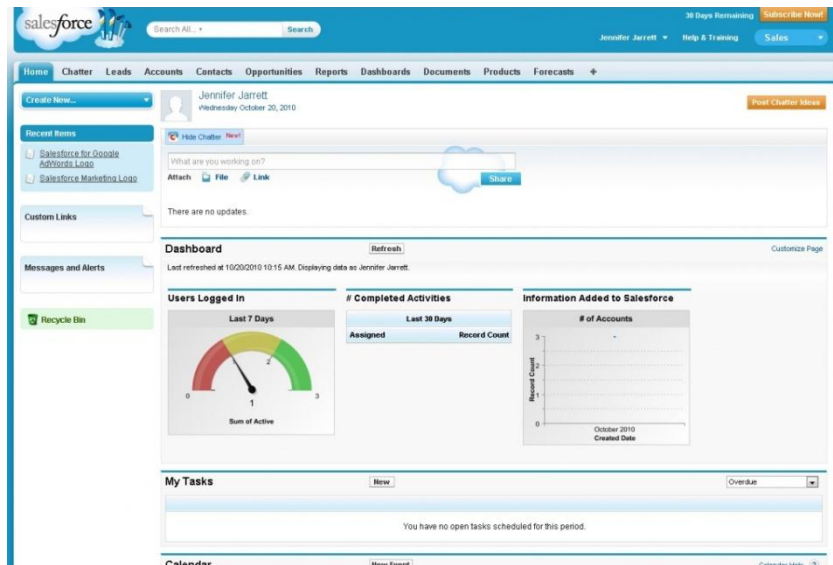 salesforce
Search All...
Search
30 Days Remaining
Subscribe Now!
Jennifer Jarrett
Help & Training
Sales
Home Chatter Leads Accounts Contacts Opportunities Reports Dashboards Documents Products Forecasts +
Create New...
Jennifer Jarrett
Wednesday October 20, 2010
Post Chatter Ideas
Recent Items
Salesforce for Google
AdWords Logo
Salesforce Marketing Logo
Custom Links
Messages and Alerts
Recycle Bin
Hide Chatter New!
What are you working on?
Attach File Link
Share
There are no updates.
Dashboard
Refresh
Customize Page
Last refreshed at 10/20/2010 10:15 AM. Displaying data as Jennifer Jarrett.
Users Logged In
Last 7 Days
0
1
2
3
1
Sum of Active
# Completed Activities
Last 30 Days
Assigned Record Count
Information Added to Salesforce
# of Accounts
Record Count
3
2
1
0
October 2010
Created Date
My Tasks
New
Overdue
You have no open tasks scheduled for this period.
Calendar
New Event
Calendar Help ?